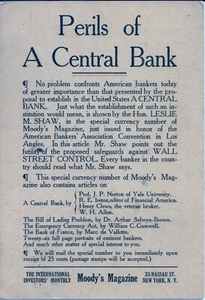 Perils of
A Central Bank
¶ No problem confronts American bankers today
of greater importance than that presented by the pro-
posal to establish in the United States A CENTRAL
BANK. Just what the establishment of such an in-
stitution would mean, is shown by the Hon. LESLIE
M. SHAW, in the special currency number of
Moody's Magazine, just issued in honor of the
American Bankers' Association Convention in Los
Angeles. In this article Mr. Shaw points out the
futility of the proposed safeguards against WALL
STREET CONTROL. Every banker in the coun-
try should read what Mr. Shaw says.
¶ This special currency number of Moody's Mag-
azine also contains articles on
A Central Bank, by
Prof. J. P. Norton of Yale University.
R. E. Ireton, editor of Financial America.
Henry Clews, the veteran broker.
W. H. Allen.
The Bill of Lading Problem, by Dr. Arthur Selwyn-Brown.
The Emergency Currency Act, by William C. Cornwell.
The Bank of France, by Marc de Valette.
Twenty-six full page portraits of eminent bankers.
And much other matter of special interest to you.
¶ We will mail the special number to you immediately upon
receipt of 25 cents (postage stamps will be accepted)
THE INTERNATIONAL
INVESTORS' MONTHLY
Moody's Magazine
35 NASSAU ST.
NEW YORK, N. Y.